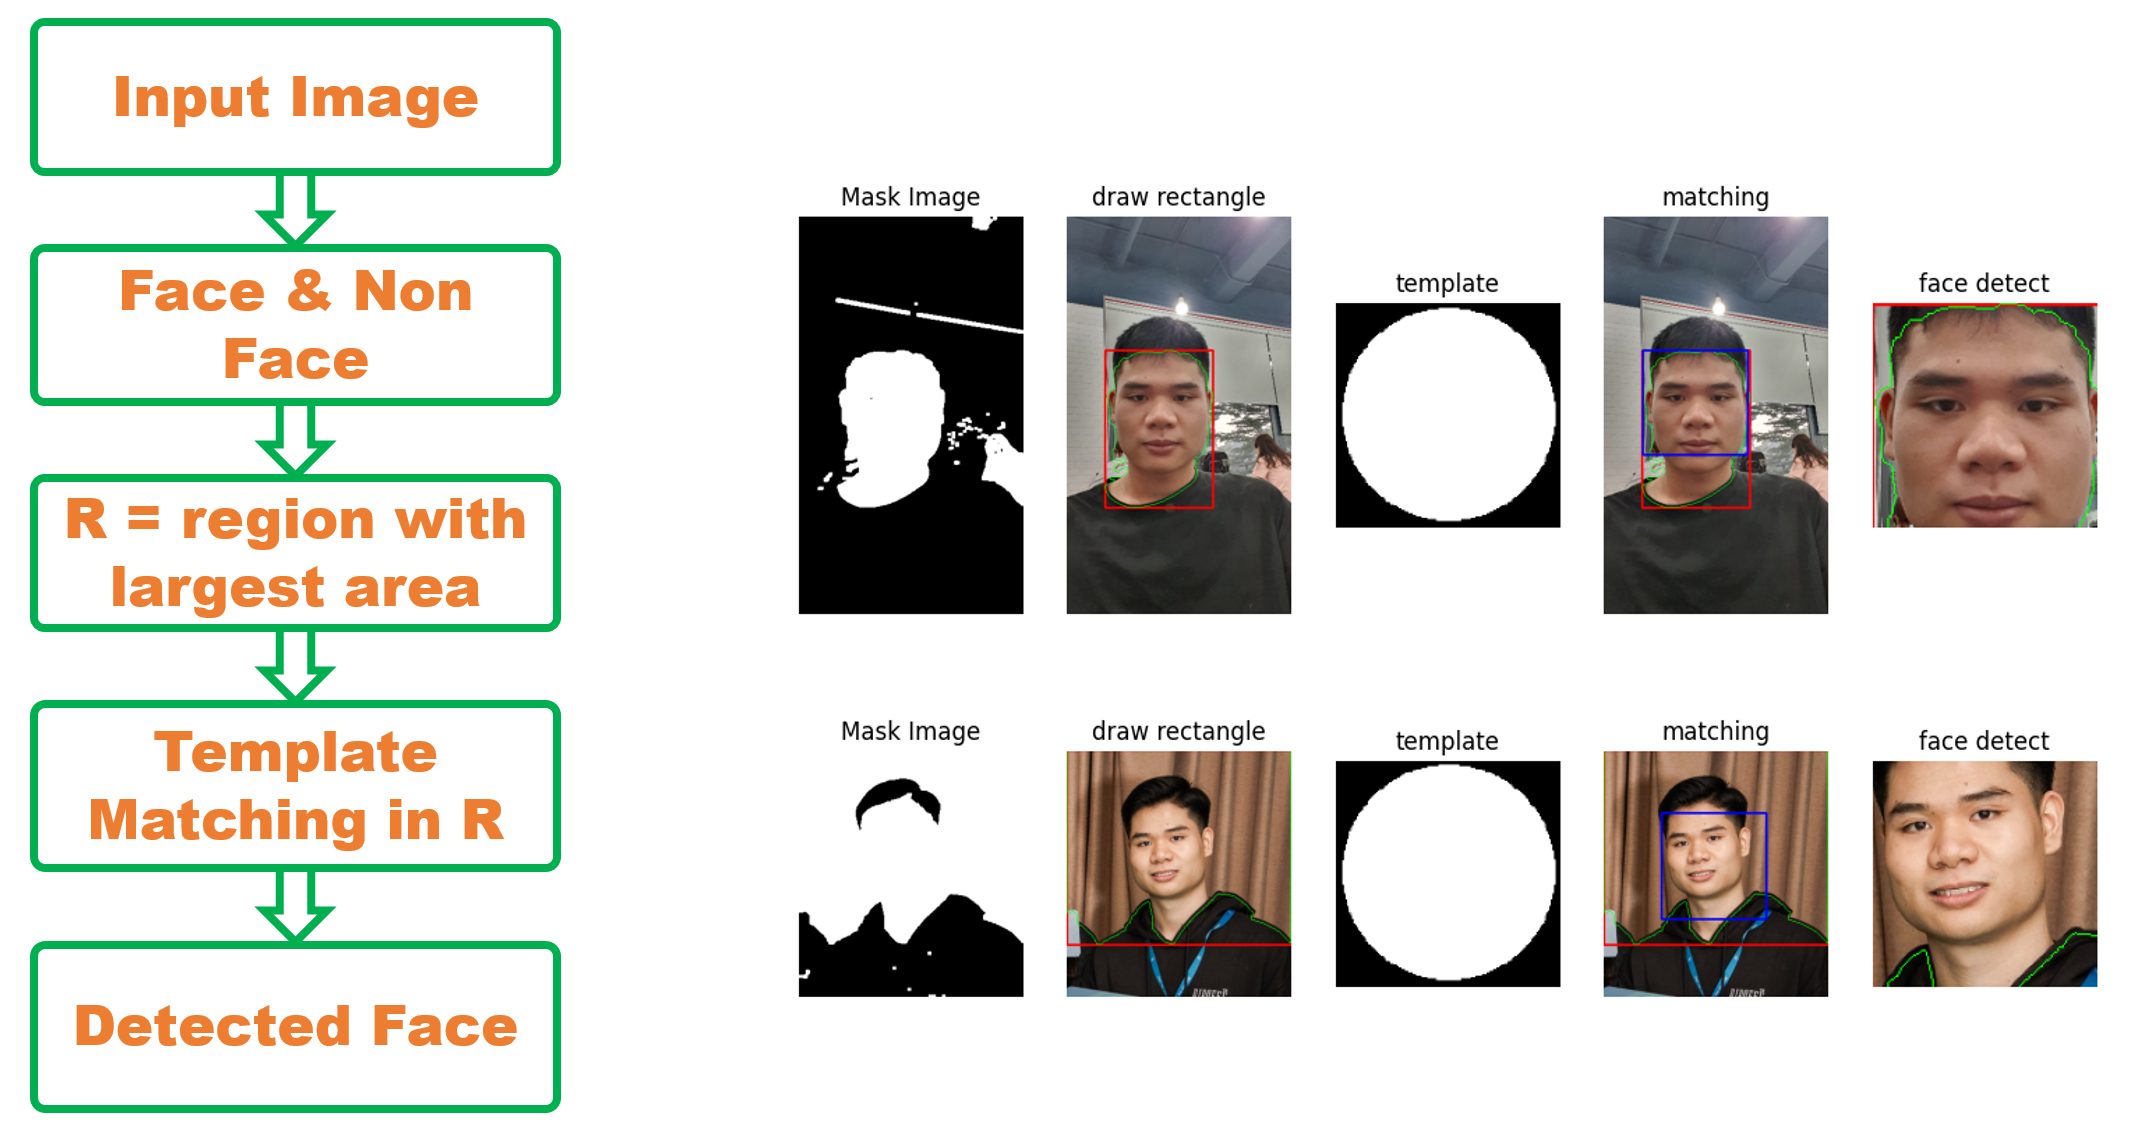 Input Image
Face & Non
Face
R = region with
largest area
Template
Matching in R
Detected Face
Mask Image
draw rectangle
template
matching
face detect
Mask Image
draw rectangle
template
matching
face detect